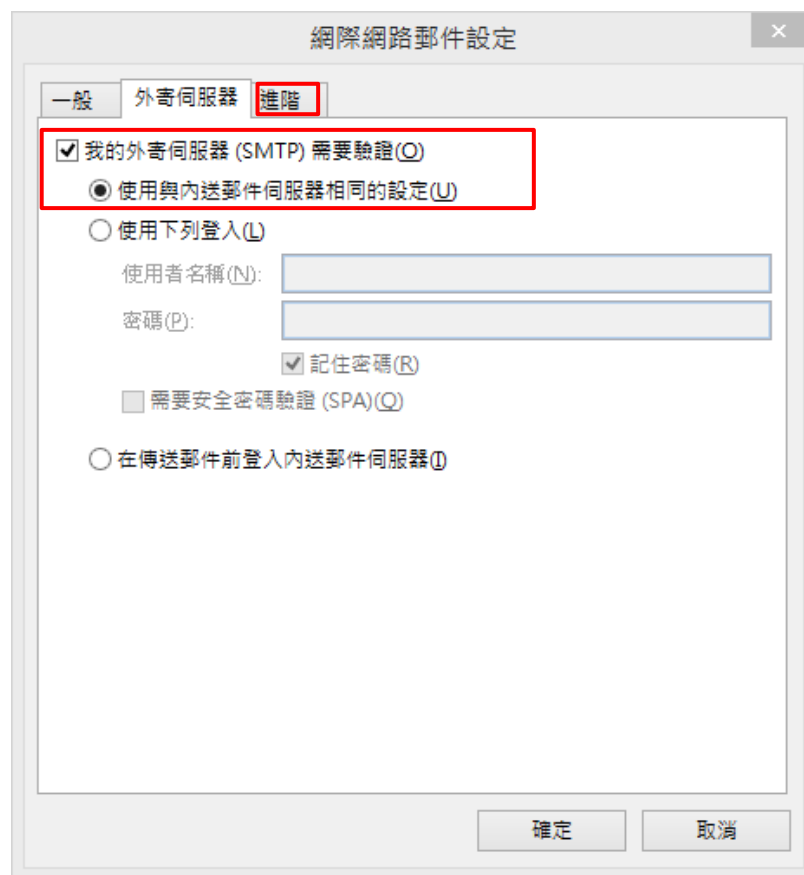 網際網路郵件設定
一般 外寄伺服器 進階
我的外寄伺服器 (SMTP) 需要驗證(O)
使用與內送郵件伺服器相同的設定(U)
使用下列登入(L)
使用者名稱(N):
密碼(P):
記住密碼(R)
需要安全密碼驗證 (SPA)(Q)
在傳送郵件前登入內送郵件伺服器(I)
確定 取消